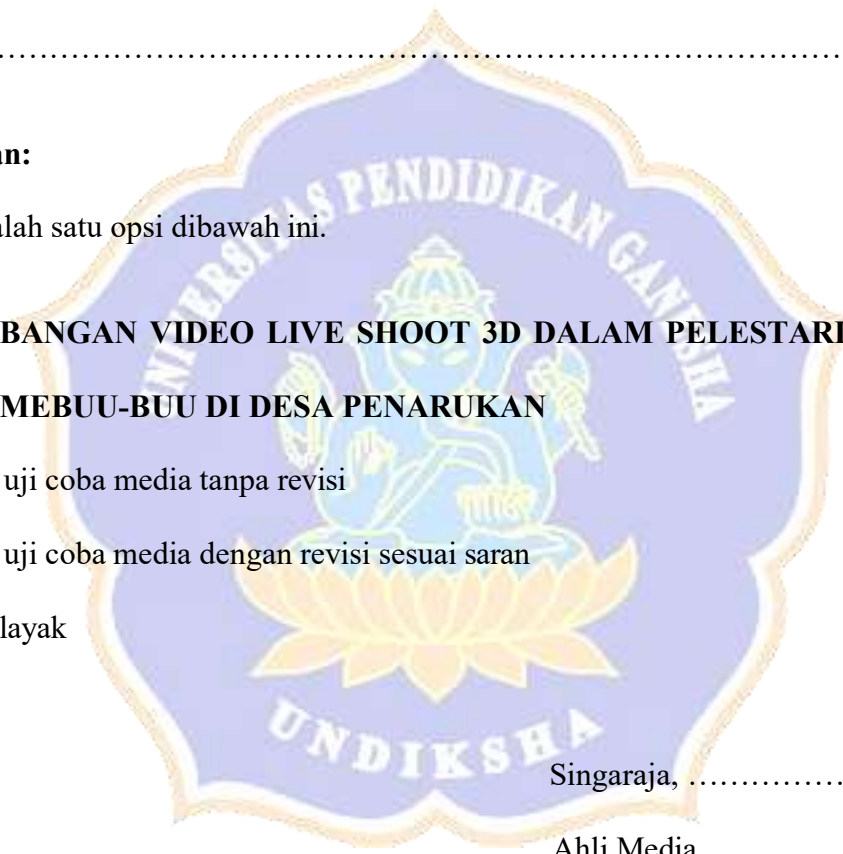 ……………………………………………………………………………
an:
alah satu opsi dibawah ini.
UNIVERSITAS PENDIDIKAN GANESHA
BANGAN VIDEO LIVE SHOOT 3D DALAM PELESTARI
MEBUU-BUU DI DESA PENARUKAN
uji coba media tanpa revisi
uji coba media dengan revisi sesuai saran
layak
UNDIKSHA
Singaraja, ……………
Ahli Media